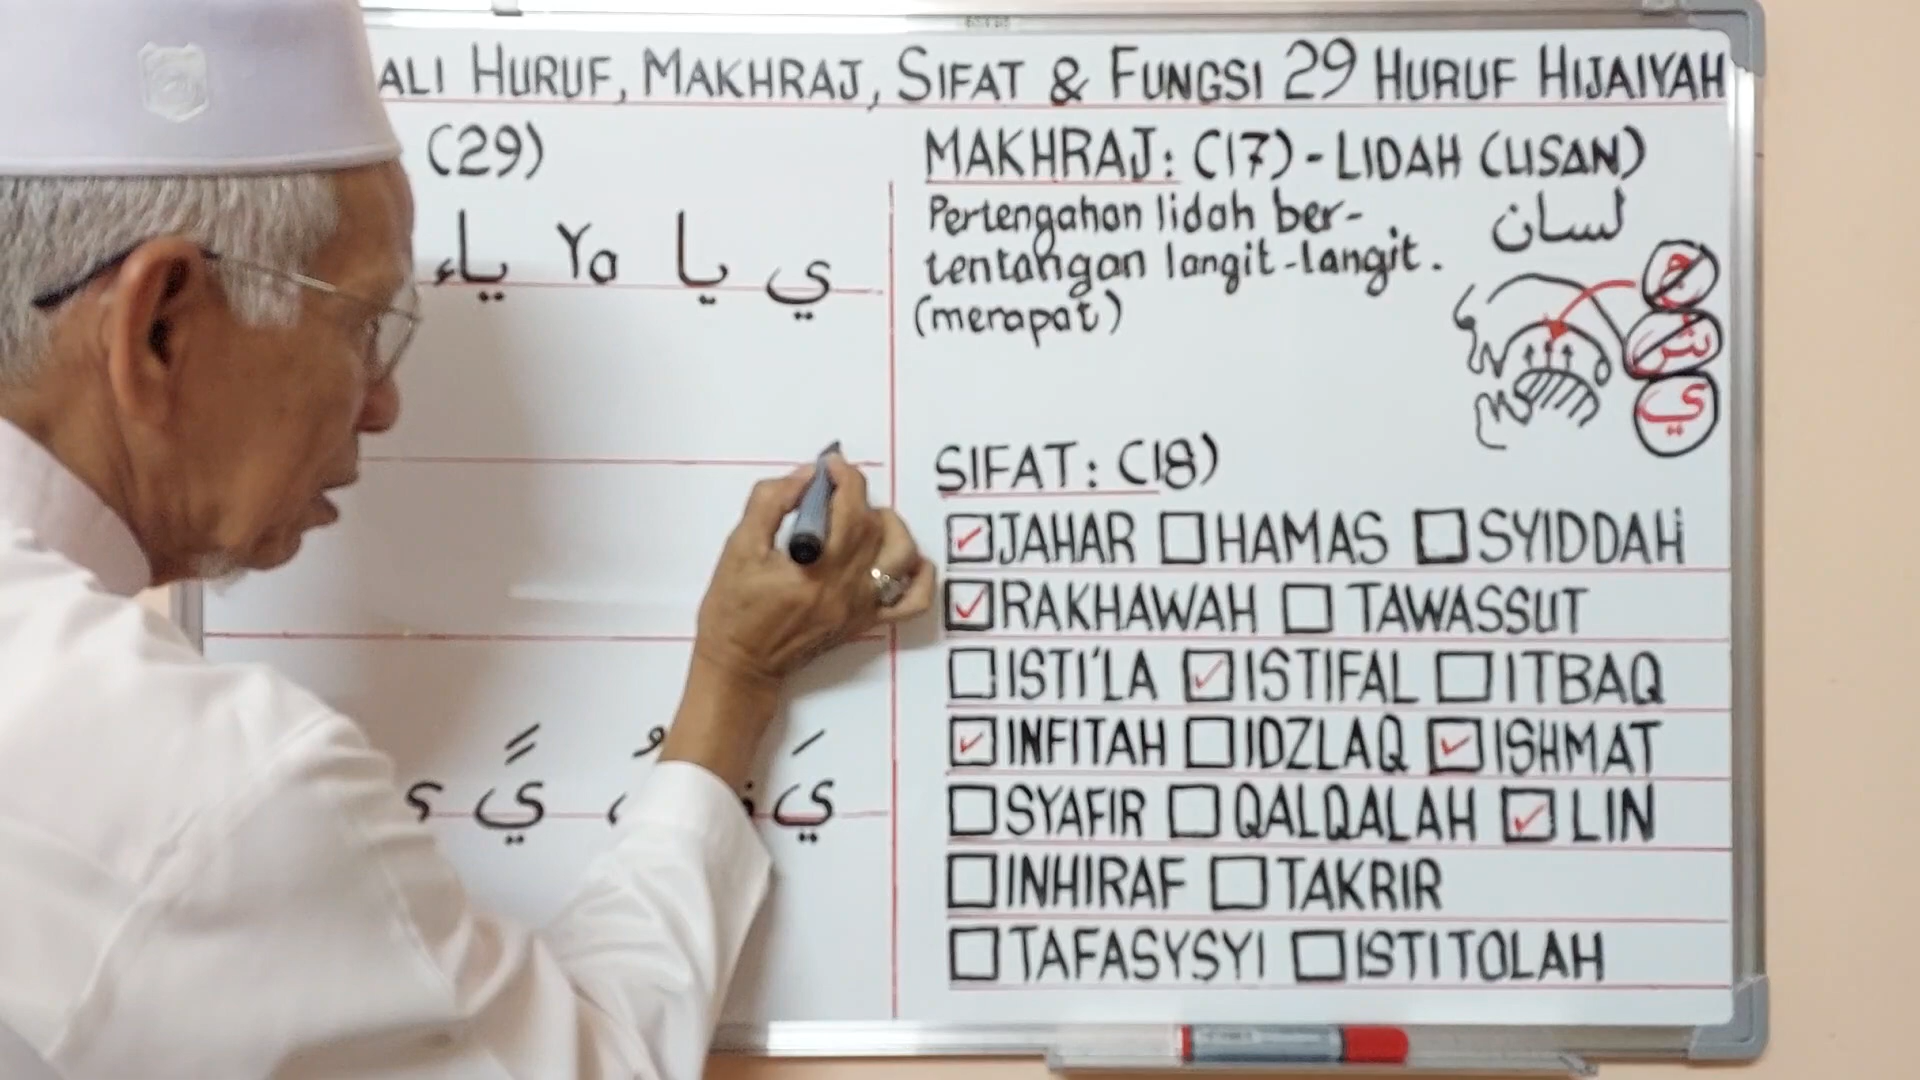 ALI HURUF, MAKHRAJ, SIFAT & FUNGSI 29 HURUF HIJAIYAH
(29)
ي يا Ya ياء
يَ يً
MAKHRAJ: (17) - LIDAH (LISAN)
لسان
Pertengahan lidah ber-
tentangan langit-langit.
(merapat)
ج
ش
ي
SIFAT: (18)
JAHAR HAMAS SYIDDAH
RAKHAWAH TAWASSUT
ISTI'LA ISTIFAL ITBAQ
INFITAH IDZLAQ ISHMAT
SYAFIR QALQALAH LIN
INHIRAF TAKRIR
TAFASYSYI ISTITOLAH